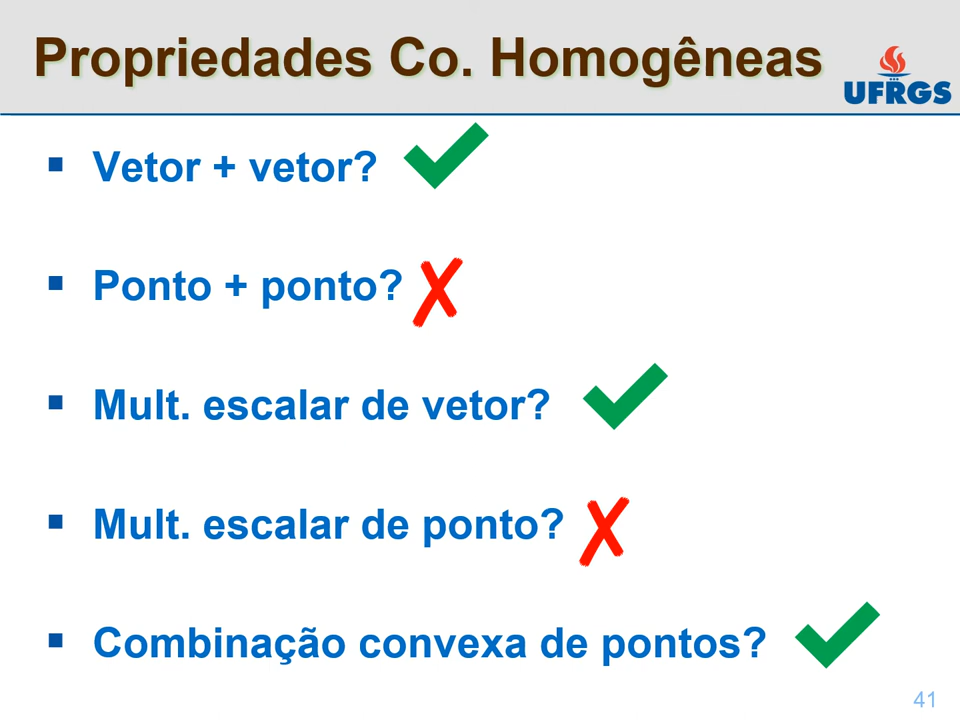 Propriedades Co. Homogêneas
UFRGS
▪ Vetor + vetor? ✔
▪ Ponto + ponto? ✗
▪ Mult. escalar de vetor? ✔
▪ Mult. escalar de ponto? ✗
▪ Combinação convexa de pontos? ✔
41